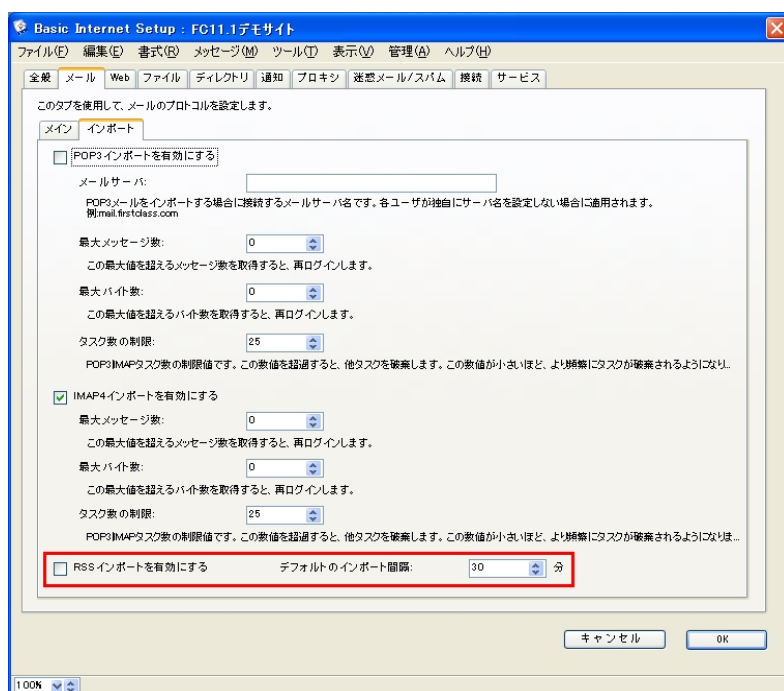 Basic Internet Setup : FC11.1デモサイト
ファイル(F) 編集(E) 書式(R) メッセージ(M) ツール(T) 表示(V) 管理(A) ヘルプ(H)
全般 メール Web ファイル ディレクトリ 通知 プロキシ 迷惑メール/スパム 接続 サービス
このタブを使用して、メールのプロトコルを設定します。
メイン インポート
POP3インポートを有効にする
メールサーバ:
POP3メールをインポートする場合に接続するメールサーバ名です。各ユーザが独自にサーバ名を設定しない場合に適用されます。
例:mail.firstclass.com
最大メッセージ数: 0
この最大値を超えるメッセージ数を取得すると、再ログインします。
最大バイト数: 0
この最大値を超えるバイト数を取得すると、再ログインします。
タスク数の制限: 25
POP3IMAPタスク数の制限値です。この数値を超過すると、他タスクを破棄します。この数値が小さいほど、より頻繁にタスクが破棄されるようになり...
IMAP4インポートを有効にする
最大メッセージ数: 0
この最大値を超えるメッセージ数を取得すると、再ログインします。
最大バイト数: 0
この最大値を超えるバイト数を取得すると、再ログインします。
タスク数の制限: 25
POP3IMAPタスク数の制限値です。この数値を超過すると、他タスクを破棄します。この数値が小さいほど、より頻繁にタスクが破棄されるようになりま...
RSSインポートを有効にする デフォルトのインポート間隔: 30 分
キャンセル OK
100%